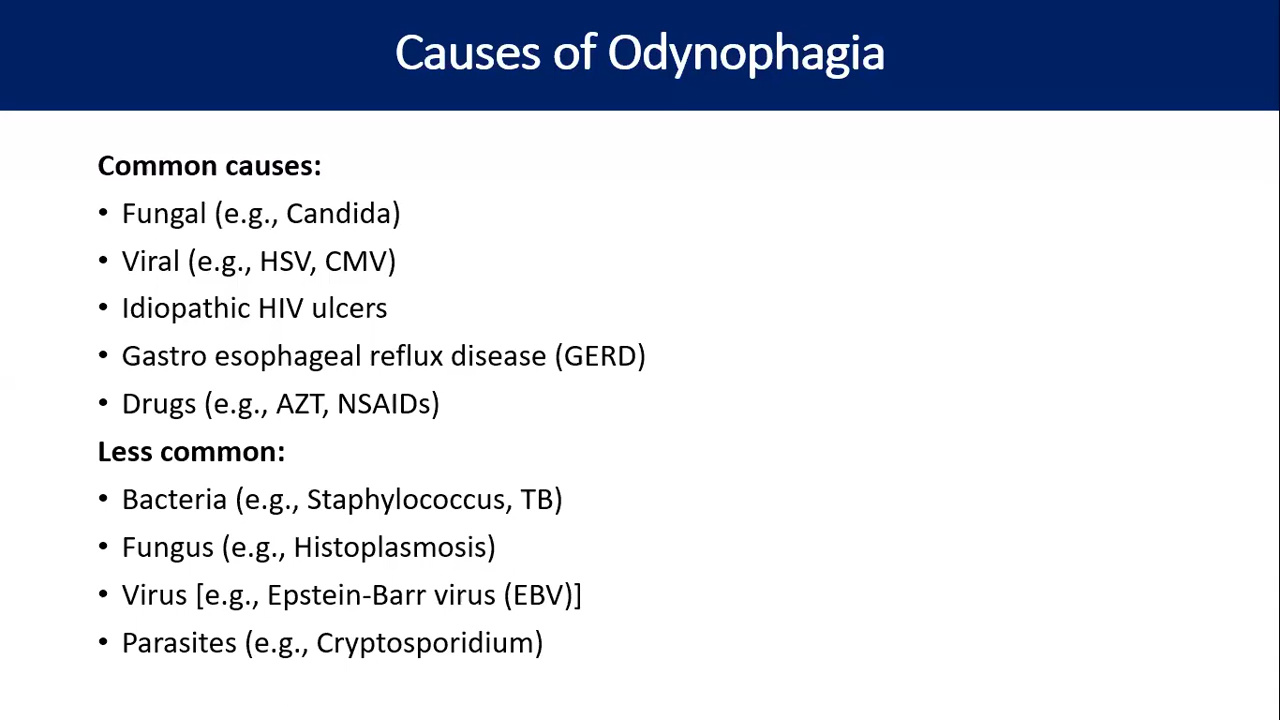 Causes of Odynophagia
Common causes:
• Fungal (e.g., Candida)
• Viral (e.g., HSV, CMV)
• Idiopathic HIV ulcers
• Gastro esophageal reflux disease (GERD)
• Drugs (e.g., AZT, NSAIDs)
Less common:
• Bacteria (e.g., Staphylococcus, TB)
• Fungus (e.g., Histoplasmosis)
• Virus [e.g., Epstein-Barr virus (EBV)]
• Parasites (e.g., Cryptosporidium)